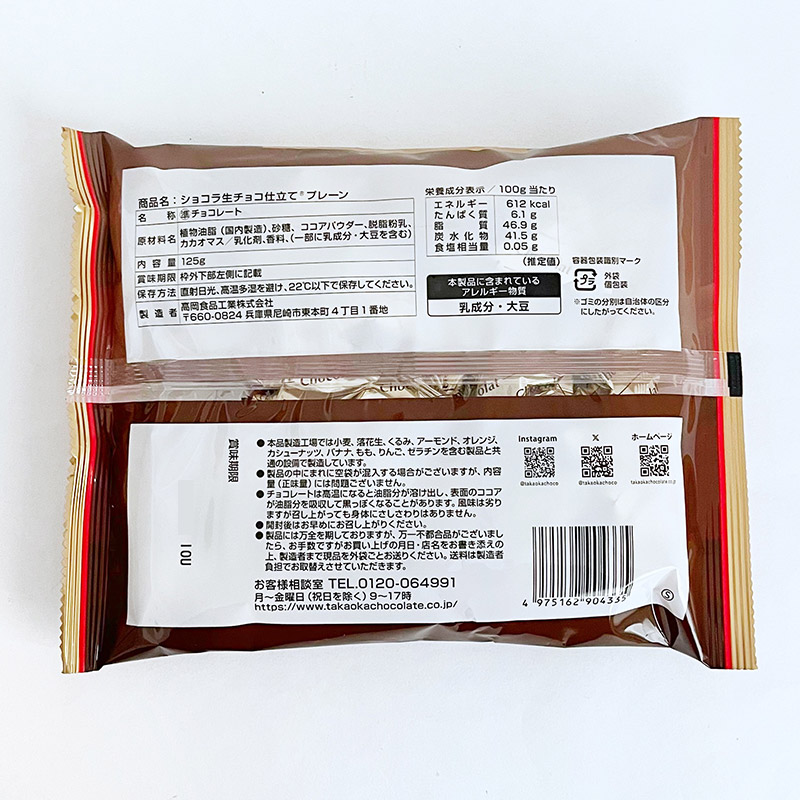 商品名：ショコラ生チョコ仕立て®プレーン
名称 準チョコレート
原材料名 植物油脂（国内製造）、砂糖、ココアパウダー、脱脂粉乳、
カカオマス／乳化剤、香料、（一部に乳成分・大豆を含む）
内容量 125g
賞味期限 枠外下部左側に記載
保存方法 直射日光、高温多湿を避け、22℃以下で保存してください。
製造者 高岡食品工業株式会社
〒660-0824 兵庫県尼崎市東本町4丁目1番地
栄養成分表示／100g当たり
エネルギー 612 kcal
たんぱく質 6.1 g
脂質 46.9 g
炭水化物 41.5 g
食塩相当量 0.05 g
（推定値）
本製品に含まれている
アレルギー物質
乳成分・大豆
容器包装識別マーク
プラ
外袋
個包装
※ゴミの分別は自治体の区分
にしたがってください。
賞味期限
IOU
●本品製造工場では小麦、落花生、くるみ、アーモンド、オレンジ、
カシューナッツ、バナナ、もも、りんご、ゼラチンを含む製品と共
通の設備で製造しています。
●製品の中にまれに空袋が混入する場合がございますが、内容
量（正味量）には問題ございません。
●チョコレートは高温になると油脂分が溶け出し、表面のココア
が油脂分を吸収して黒っぽくなることがあります。風味は劣り
ますが召し上がっても身体にさしさわりはありません。
●開封後はお早めにお召し上がりください。
●製品には万全を期しておりますが、万一不都合品がございまし
たら、お手数ですがお買い上げの月日・店名をお書き添えの
上、製造者まで現品を外袋ごとお送りください。送料は製造者
負担でお取替えさせていただきます。
お客様相談室 TEL.0120-064991
月～金曜日（祝日を除く）9～17時
https://www.takaokachocolate.co.jp/
Instagram
@takaokachoco
X
@takaokachoco
ホームページ
takaokachocolate.co.jp
4 975162 904335
S